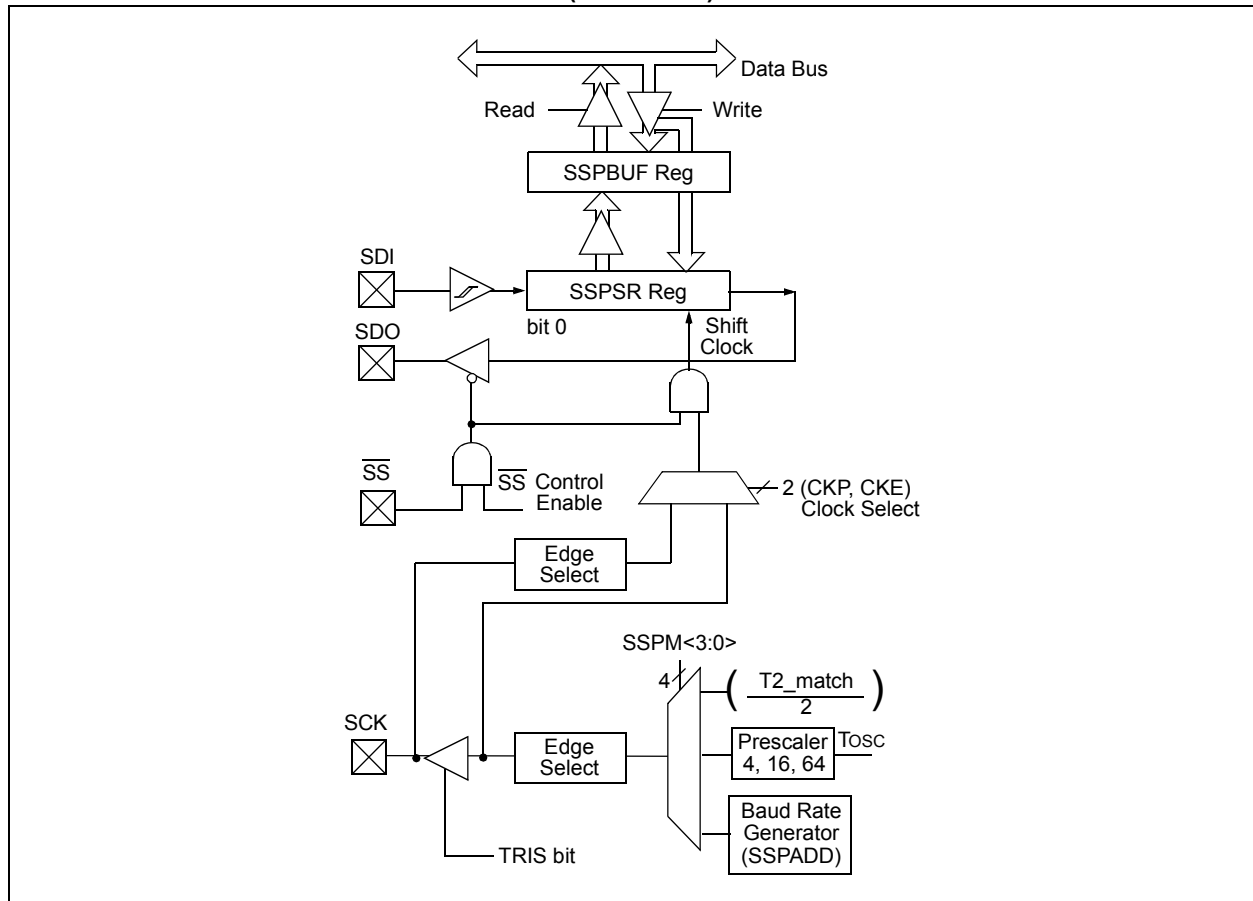 Data Bus
Read
Write
SSPBUF Reg
SDI
SSPSR Reg
bit 0
Shift
Clock
SDO
SS
SS Control
Enable
2 (CKP, CKE)
Clock Select
Edge
Select
SSPM<3:0>
4
( T2_match )
2
SCK
Edge
Select
Prescaler
4, 16, 64
TOSC
Baud Rate
Generator
(SSPADD)
TRIS bit